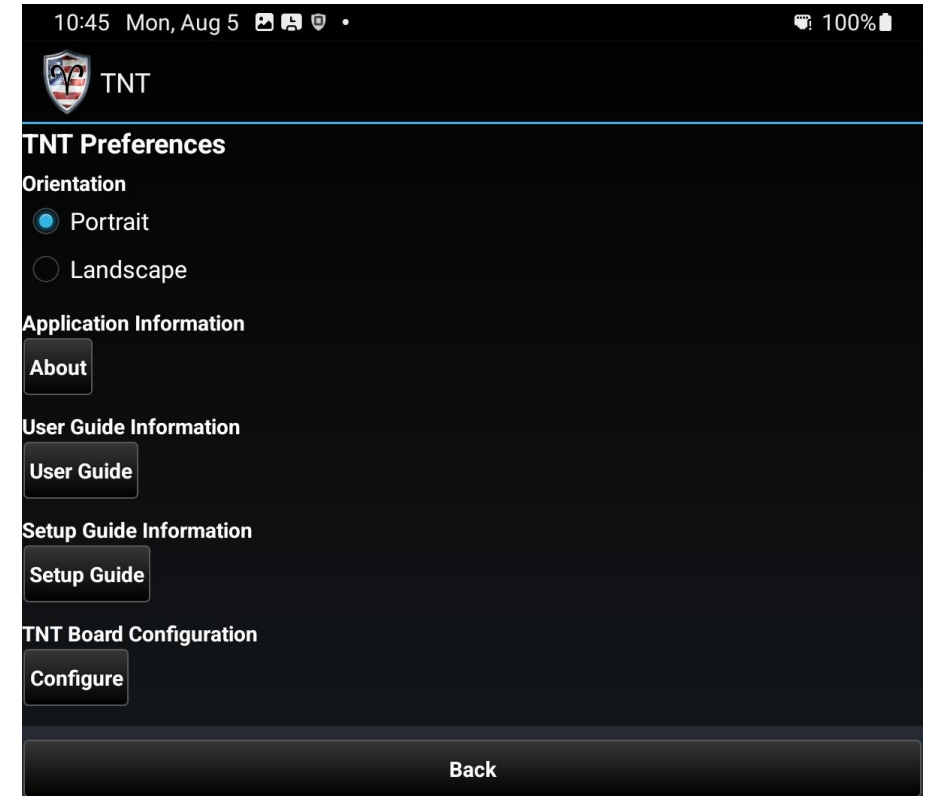 10:45 Mon, Aug 5 100%
TNT
TNT Preferences
Orientation
Portrait
Landscape
Application Information
About
User Guide Information
User Guide
Setup Guide Information
Setup Guide
TNT Board Configuration
Configure
Back